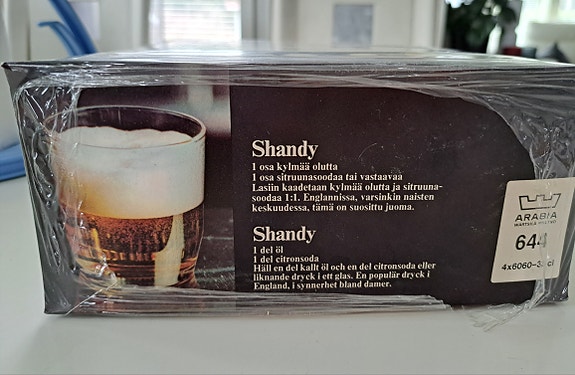 Shandy
1 osa kylmää olutta
1 osa sitruunasoodaa tai vastaavaa
Lasiin kaadetaan kylmää olutta ja sitruuna-
soodaa 1:1. Englannissa, varsinkin naisten
keskuudessa, tämä on suosittu juoma.
Shandy
1 del öl
1 del citronsoda
Häll en del kallt öl och en del citronsoda eller
liknande dryck i ett glas. En populär dryck i
England, i synnerhet bland damer.
ARABIA
WÄRTSILÄ FINLAND
644
cl